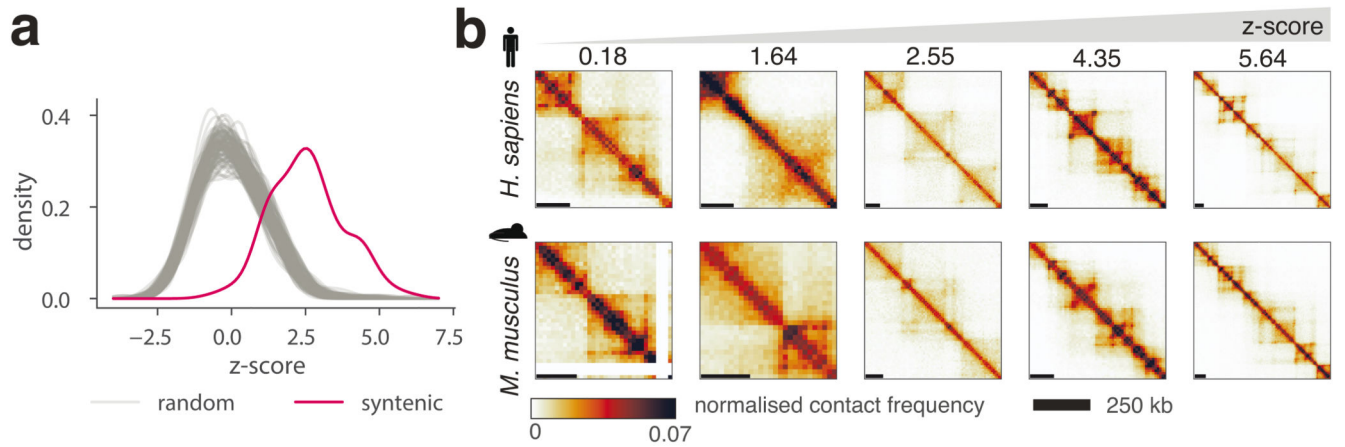 a
0.4
0.2
0.0
density
−2.5 0.0 2.5 5.0 7.5
z-score
random syntenic
b
z-score
0.18 1.64 2.55 4.35 5.64
H. sapiens
M. musculus
normalised contact frequency
0 0.07
250 kb